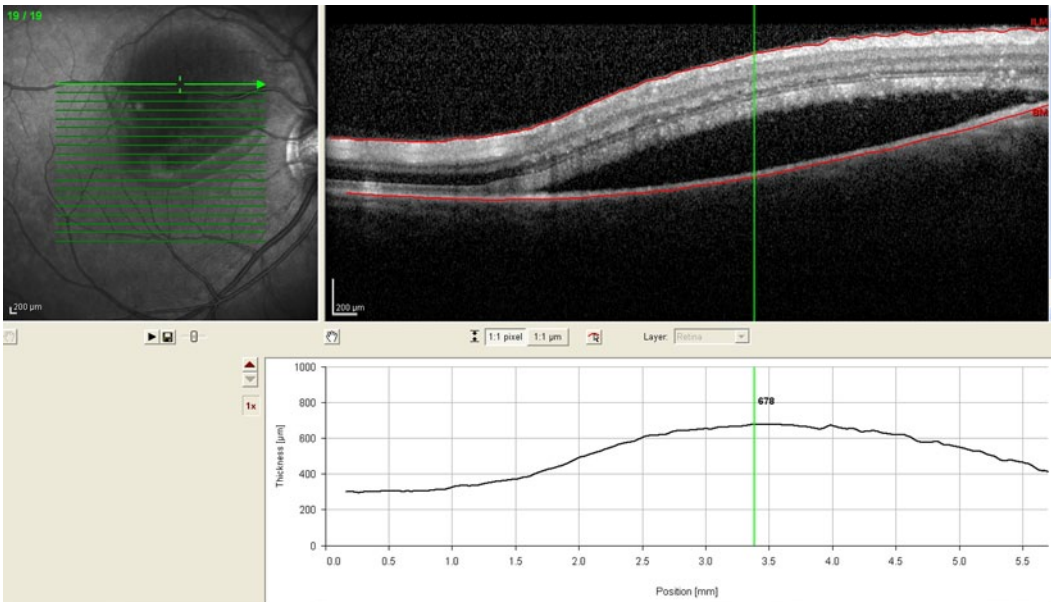 19 / 19
ILM
BM
200 µm
200 µm
1:1 pixel 1:1 µm Layer: Retina
1x
1000
800
600
400
200
0
678
Thickness [µm]
0.0 0.5 1.0 1.5 2.0 2.5 3.0 3.5 4.0 4.5 5.0 5.5
Position [mm]